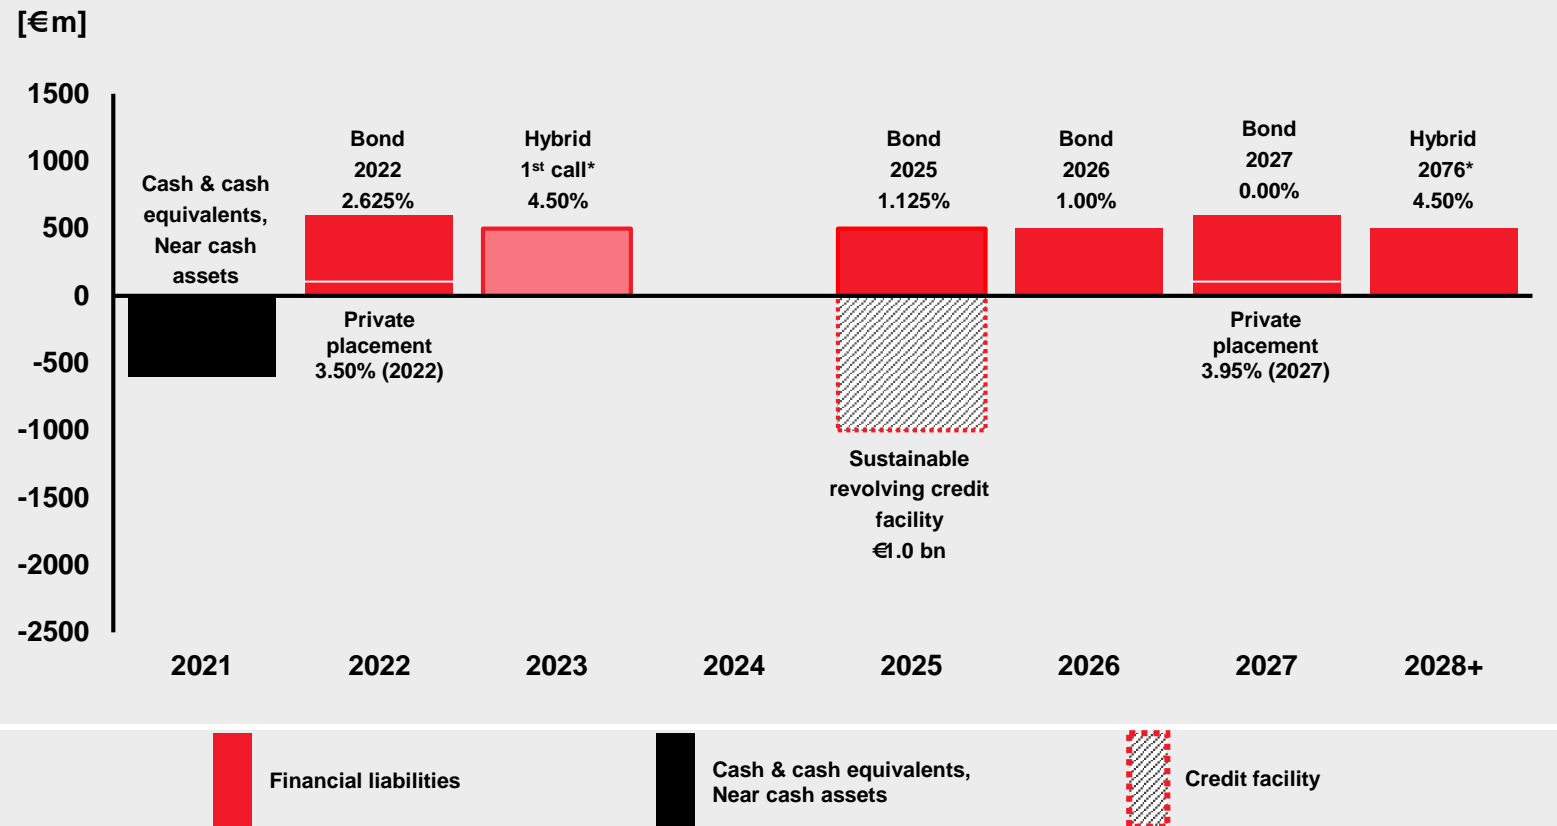 [€m]
1500
1000
500
0
-500
-1000
-1500
-2000
-2500
Cash & cash
equivalents,
Near cash
assets
Bond
2022
2.625%
Private
placement
3.50% (2022)
Hybrid
1st call*
4.50%
Bond
2025
1.125%
Sustainable
revolving credit
facility
€1.0 bn
Bond
2026
1.00%
Bond
2027
0.00%
Private
placement
3.95% (2027)
Hybrid
2076*
4.50%
2021
2022
2023
2024
2025
2026
2027
2028+
Financial liabilities
Cash & cash equivalents,
Near cash assets
Credit facility